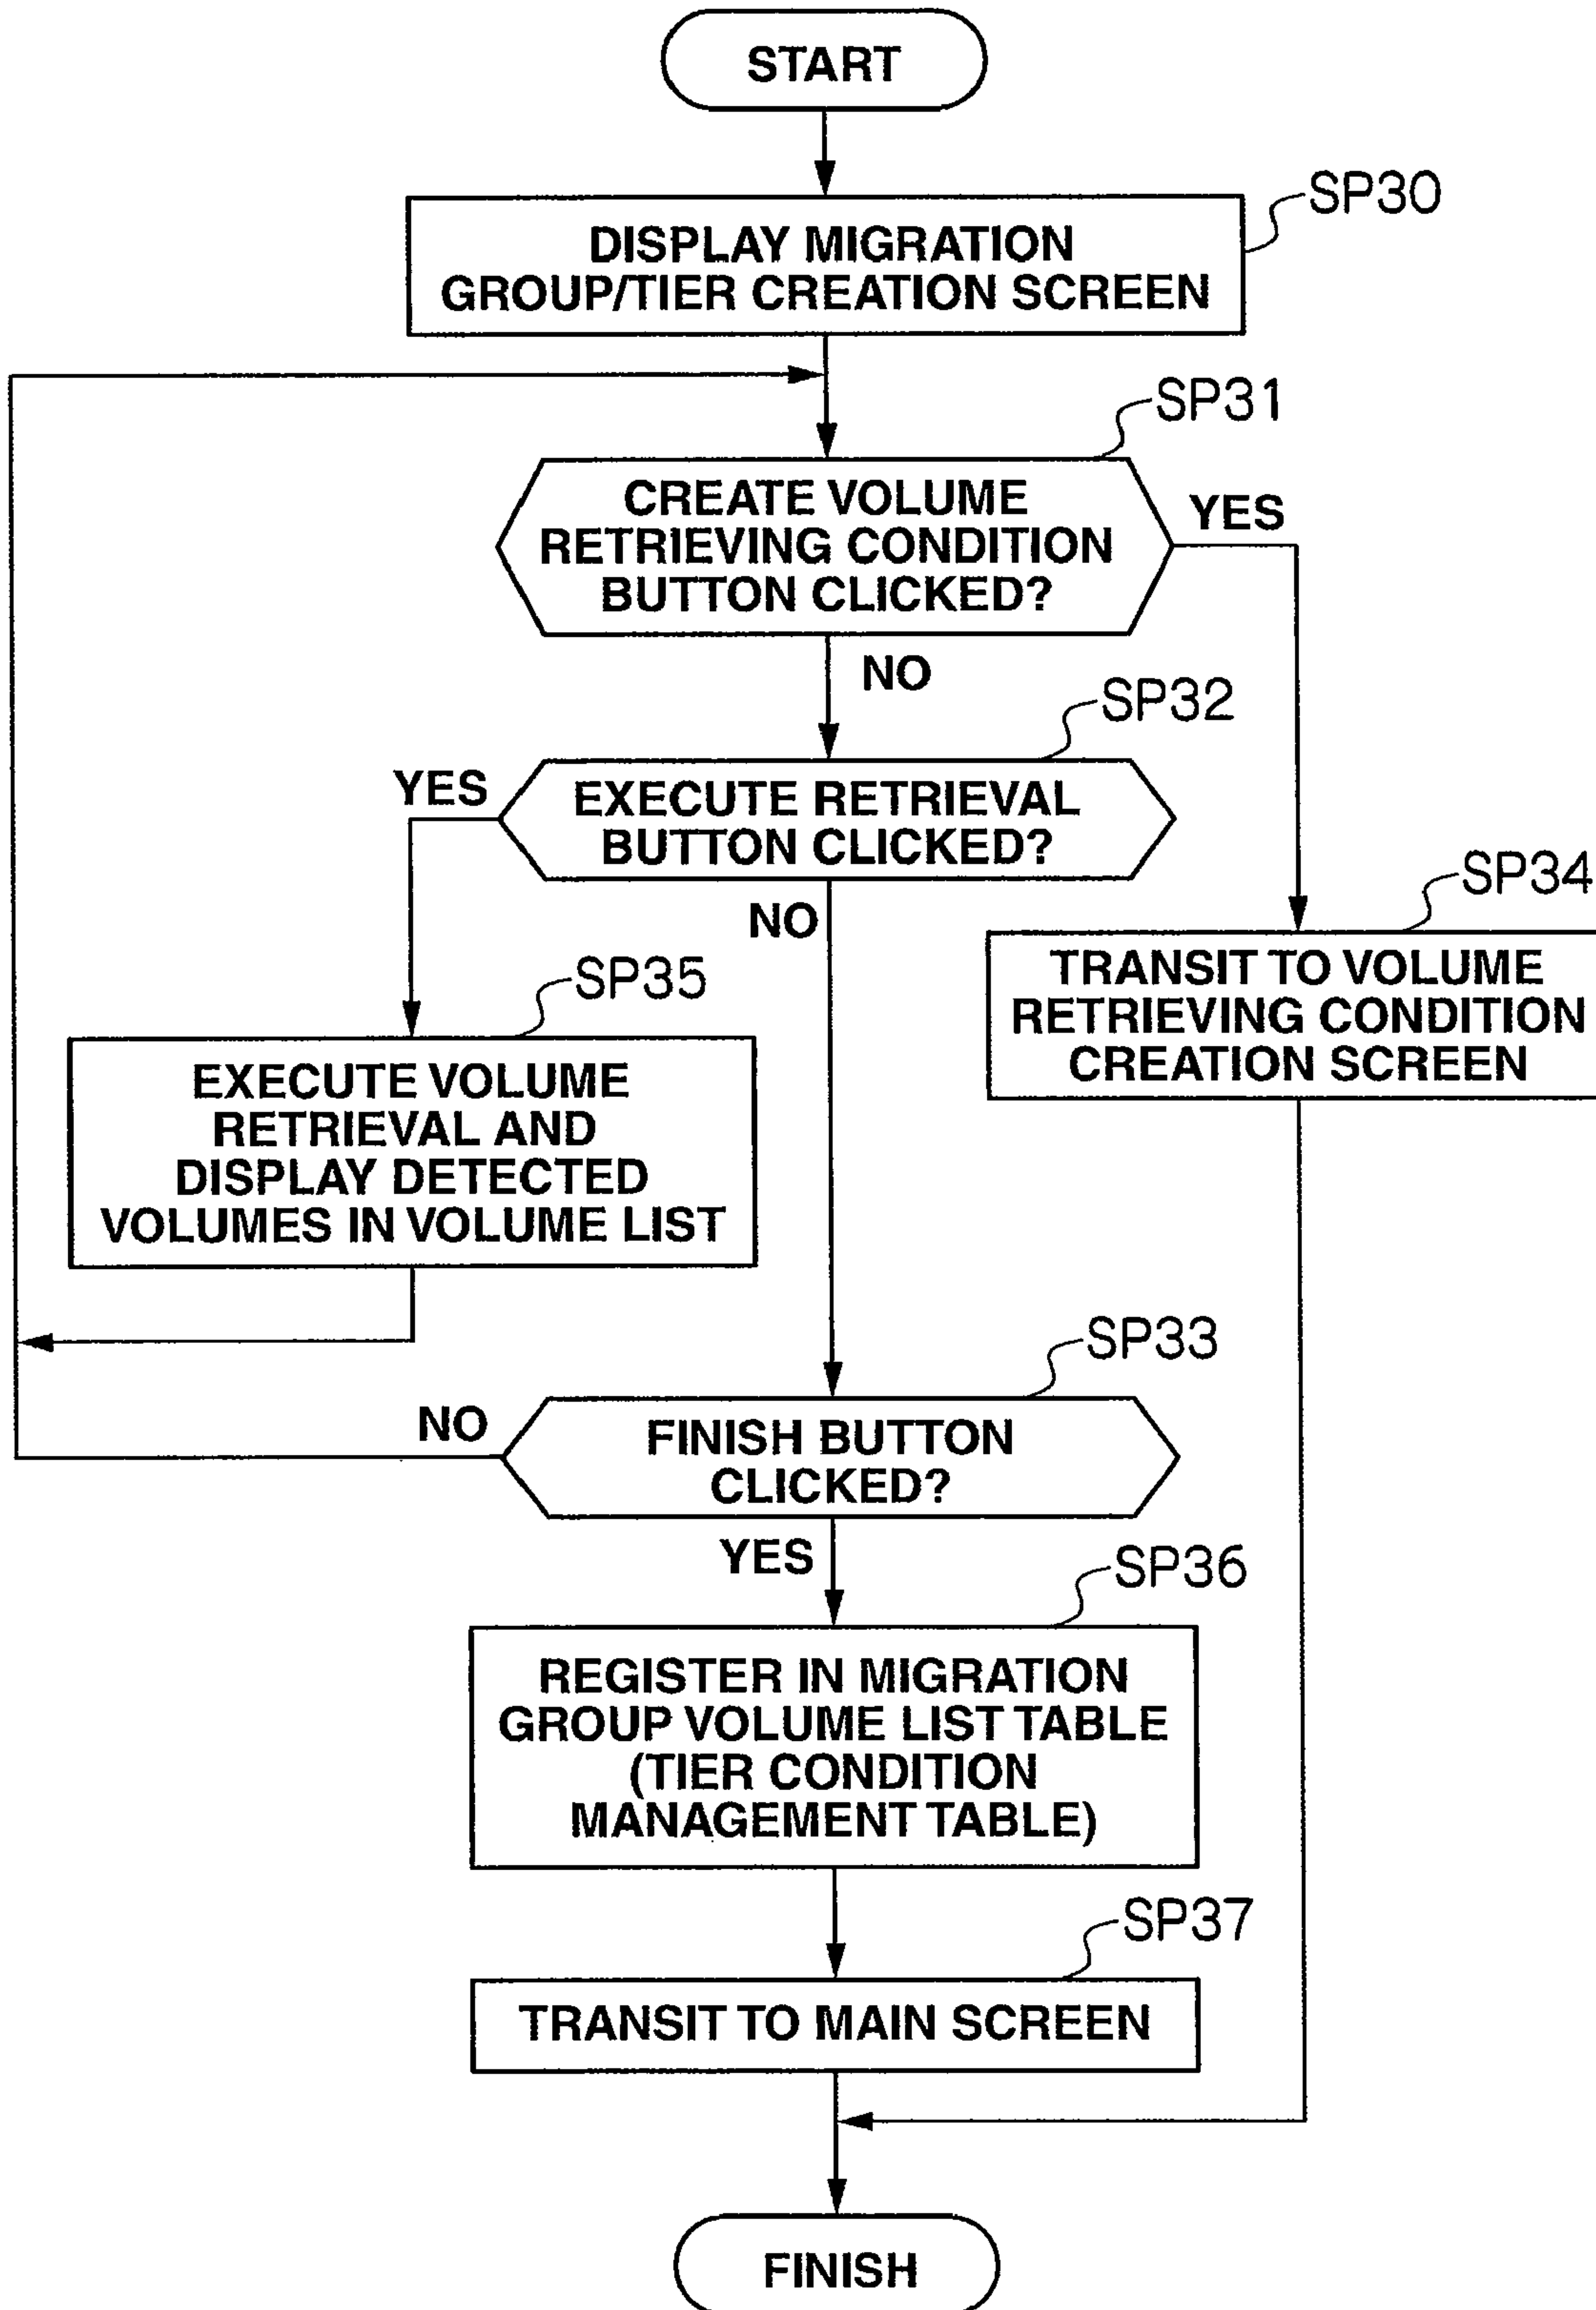 START
SP30
DISPLAY MIGRATION
GROUP/TIER CREATION SCREEN
SP31
CREATE VOLUME
RETRIEVING CONDITION
BUTTON CLICKED?
YES
NO
SP32
YES
EXECUTE RETRIEVAL
BUTTON CLICKED?
NO
SP34
TRANSIT TO VOLUME
RETRIEVING CONDITION
CREATION SCREEN
SP35
EXECUTE VOLUME
RETRIEVAL AND
DISPLAY DETECTED
VOLUMES IN VOLUME LIST
SP33
NO
FINISH BUTTON
CLICKED?
YES
SP36
REGISTER IN MIGRATION
GROUP VOLUME LIST TABLE
(TIER CONDITION
MANAGEMENT TABLE)
SP37
TRANSIT TO MAIN SCREEN
FINISH